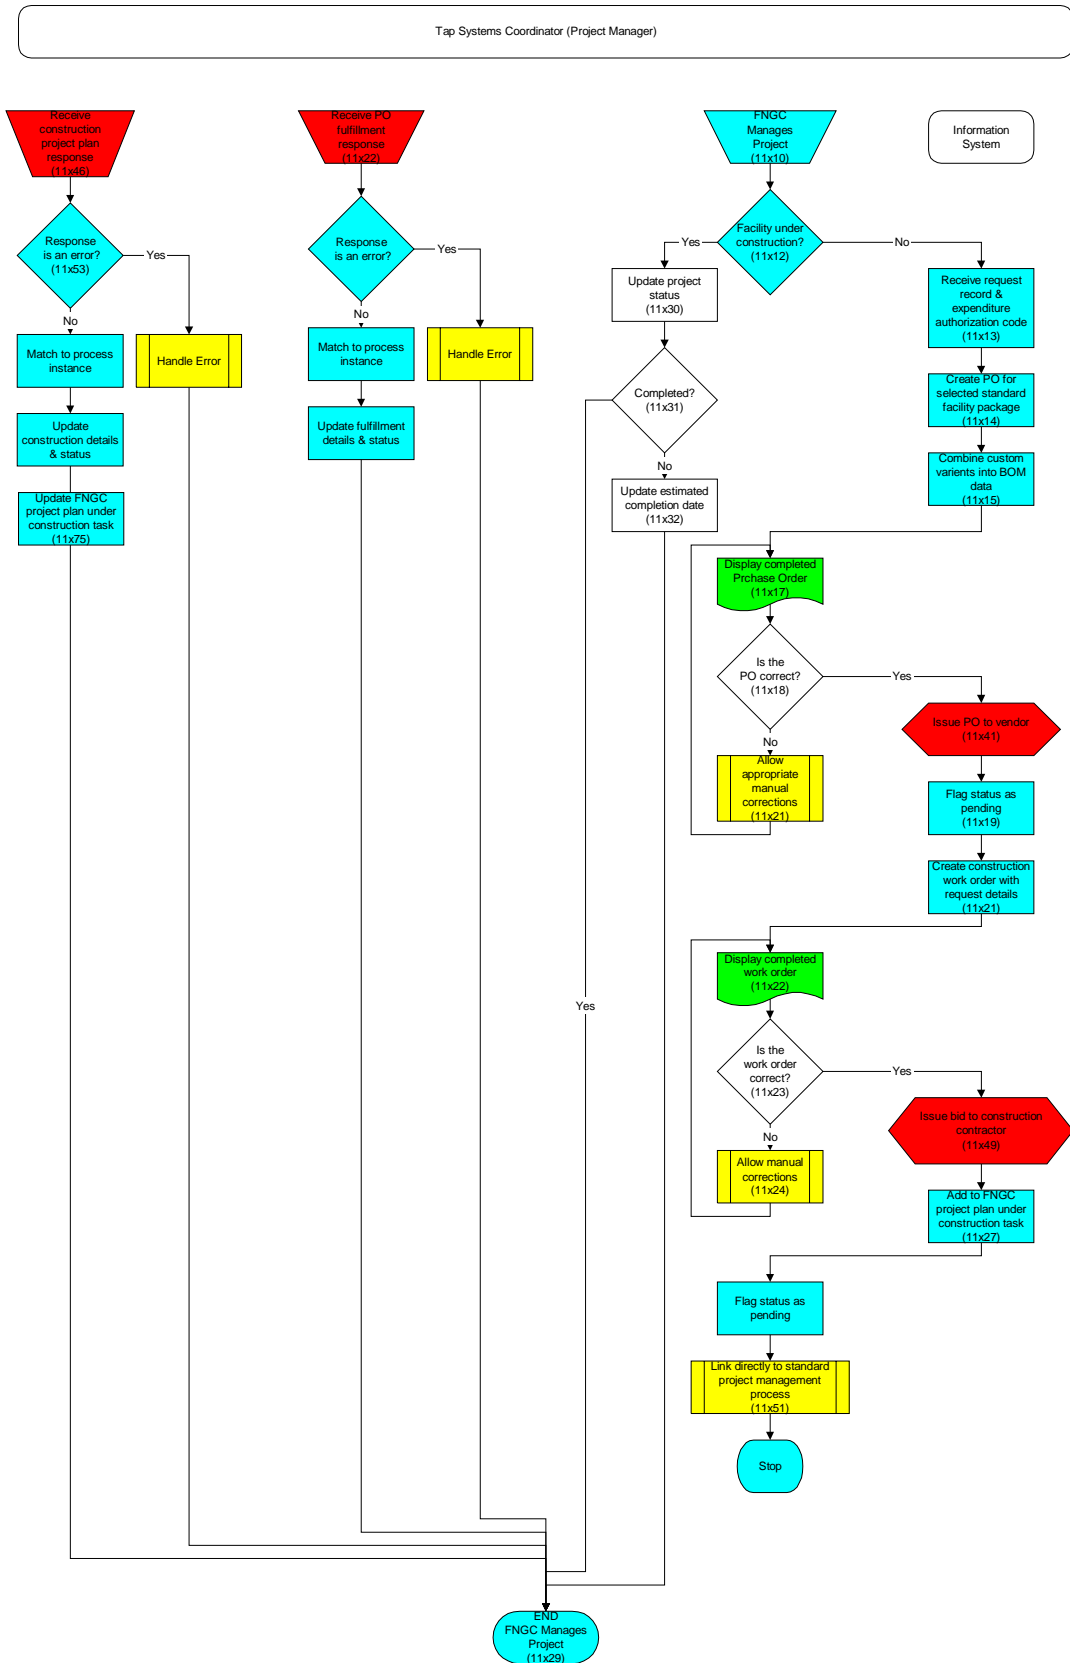 Tap Systems Coordinator (Project Manager)
Receive
construction
project plan
response
(11x46)
Receive PO
fulfillment
response
(11x22)
FNGC
Manages
Project
(11x10)
Information
System
Response
is an error?
(11x53)
Yes
No
Response
is an error?
Yes
No
Facility under
construction?
(11x12)
Yes
No
Update project
status
(11x30)
Receive request
record &
expenditure
authorization code
(11x13)
Match to process
instance
Handle Error
Match to process
instance
Handle Error
Completed?
(11x31)
No
Create PO for
selected standard
facility package
(11x14)
Update
construction details
& status
Update fulfillment
details & status
Combine custom
varients into BOM
data
(11x15)
Update FNGC
project plan under
construction task
(11x75)
Update estimated
completion date
(11x32)
Display completed
Prchase Order
(11x17)
Is the
PO correct?
(11x18)
Yes
No
Issue PO to vendor
(11x41)
Allow
appropriate
manual
corrections
(11x21)
Flag status as
pending
(11x19)
Create construction
work order with
request details
(11x21)
Display completed
work order
(11x22)
Yes
Is the
work order
correct?
(11x23)
Yes
No
Issue bid to construction
contractor
(11x49)
Allow manual
corrections
(11x24)
Add to FNGC
project plan under
construction task
(11x27)
Flag status as
pending
Link directly to standard
project management
process
(11x51)
Stop
END
FNGC Manages
Project
(11x29)